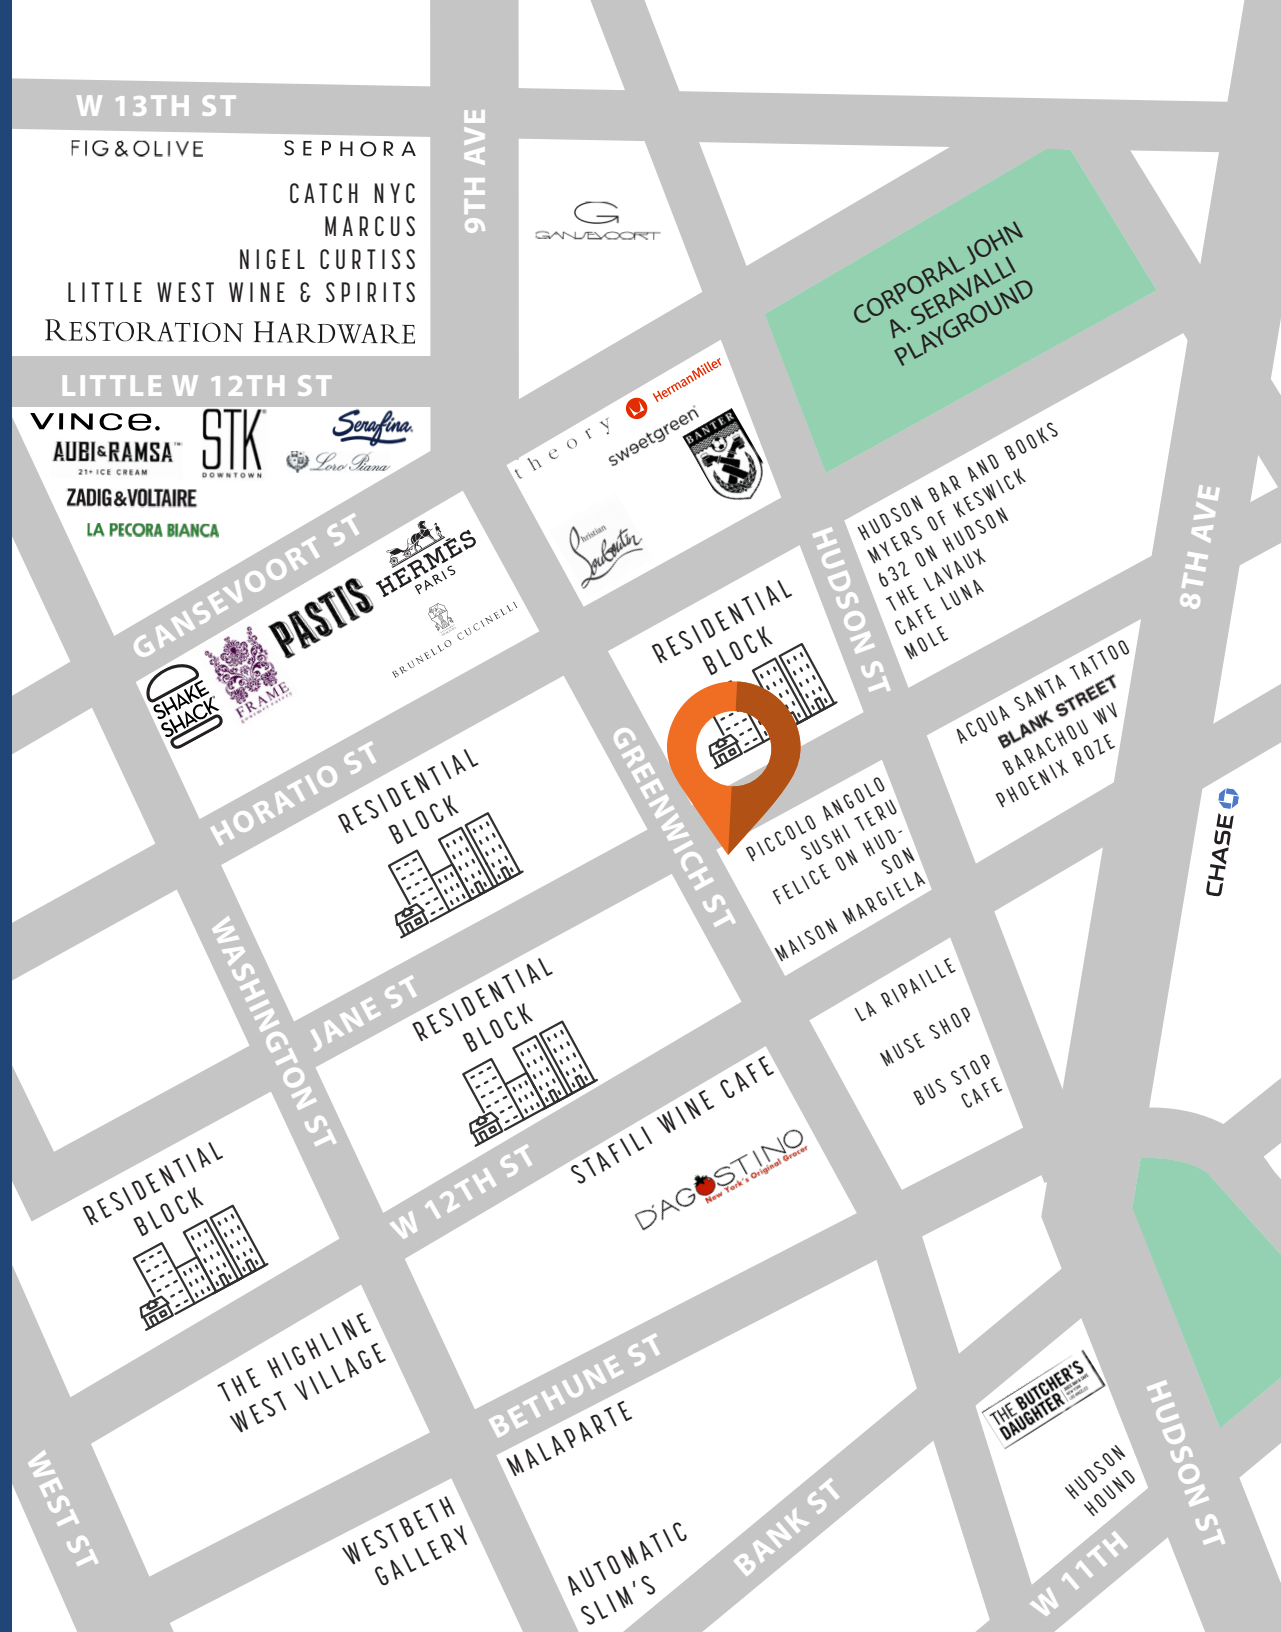 W 13TH ST
9TH AVE
FIG&OLIVE
SEPHORA
CATCH NYC
MARCUS
NIGEL CURTISS
LITTLE WEST WINE & SPIRITS
RESTORATION HARDWARE
G
GANSEVOORT
CORPORAL JOHN
A. SERAVALLI
PLAYGROUND
LITTLE W 12TH ST
VINCE.
AUBI&RAMSA™
21+ ICE CREAM
STK
DOWNTOWN
Serafina.
Loro Piana
ZADIG&VOLTAIRE
LA PECORA BIANCA
theory
HermanMiller
sweetgreen
BANTER
Christian
Louboutin
GANSEVOORT ST
HERMĒS
PARIS
PASTIS
BRUNELLO CUCINELLI
FRAME
SHAKE
SHACK
HUDSON BAR AND BOOKS
MYERS OF KESWICK
632 ON HUDSON
THE LAVAUX
CAFE LUNA
MOLE
8TH AVE
HUDSON ST
RESIDENTIAL
BLOCK
ACQUA SANTA TATTOO
BLANK STREET
BARACHOU WV
PHOENIX ROZE
GREENWICH ST
HORATIO ST
RESIDENTIAL
BLOCK
PICCOLO ANGOLO
SUSHI TERU
FELICE ON HUD-
SON
MAISON MARGIELA
CHASE
WASHINGTON ST
JANE ST
RESIDENTIAL
BLOCK
LA RIPAILLE
MUSE SHOP
BUS STOP
CAFE
STAFILI WINE CAFE
D'AGOSTINO
New York's Original Grocer
W 12TH ST
RESIDENTIAL
BLOCK
THE HIGHLINE
WEST VILLAGE
BETHUNE ST
MALAPARTE
THE BUTCHER'S
DAUGHTER
HUDSON
HOUND
HUDSON ST
WEST ST
WESTBETH
GALLERY
AUTOMATIC
SLIM'S
BANK ST
W 11TH